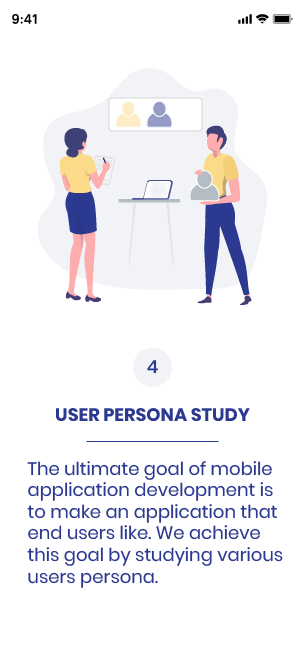 9:41
4
USER PERSONA STUDY
The ultimate goal of mobile
application development is
to make an application that
end users like. We achieve
this goal by studying various
users persona.